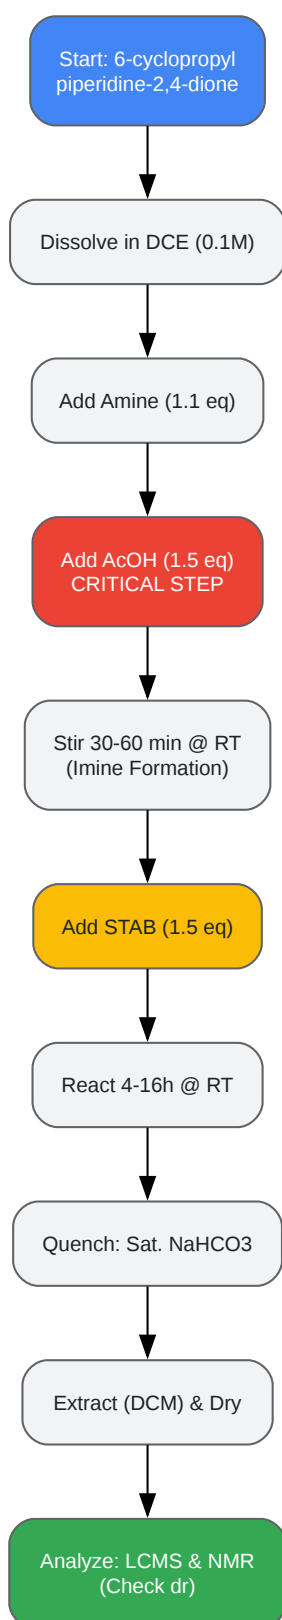 Start: 6-cyclopropyl
piperidine-2,4-dione
Dissolve in DCE (0.1M)
Add Amine (1.1 eq)
Add AcOH (1.5 eq)
CRITICAL STEP
Stir 30-60 min @ RT
(Imine Formation)
Add STAB (1.5 eq)
React 4-16h @ RT
Quench: Sat. NaHCO3
Extract (DCM) & Dry
Analyze: LCMS & NMR
(Check dr)